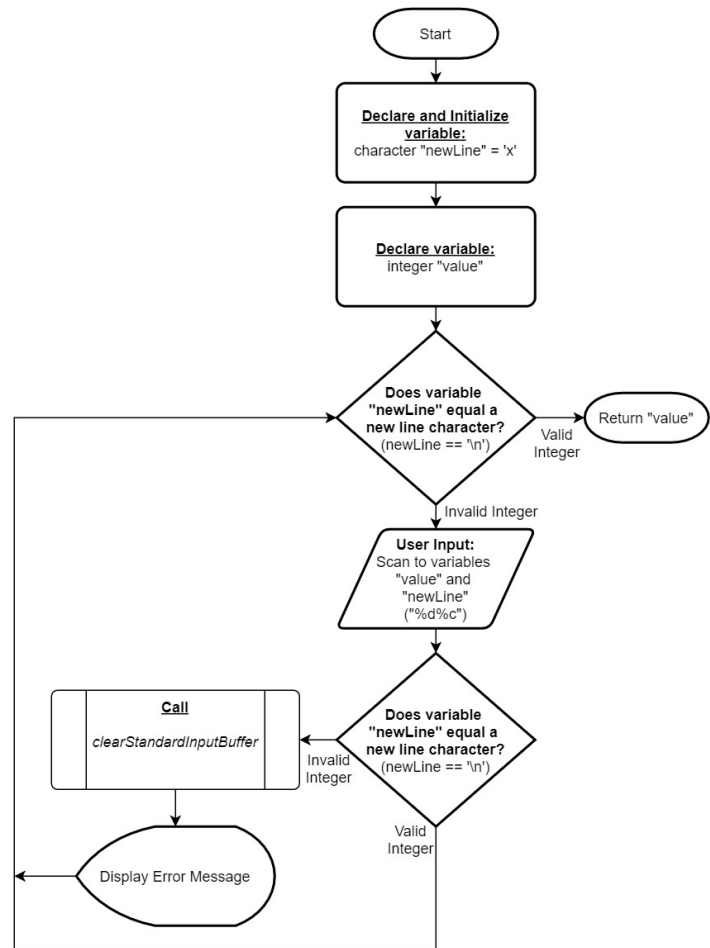 Start
Declare and Initialize
variable:
character "newLine" = 'x'
Declare variable:
integer "value"
Does variable
"newLine" equal a
new line character?
(newLine == '\n')
Valid
Integer
Return "value"
Invalid Integer
User Input:
Scan to variables
"value" and
"newLine"
("%d%c")
Does variable
"newLine" equal a
new line character?
(newLine == '\n')
Invalid
Integer
Call
clearStandardInputBuffer
Valid
Integer
Display Error Message